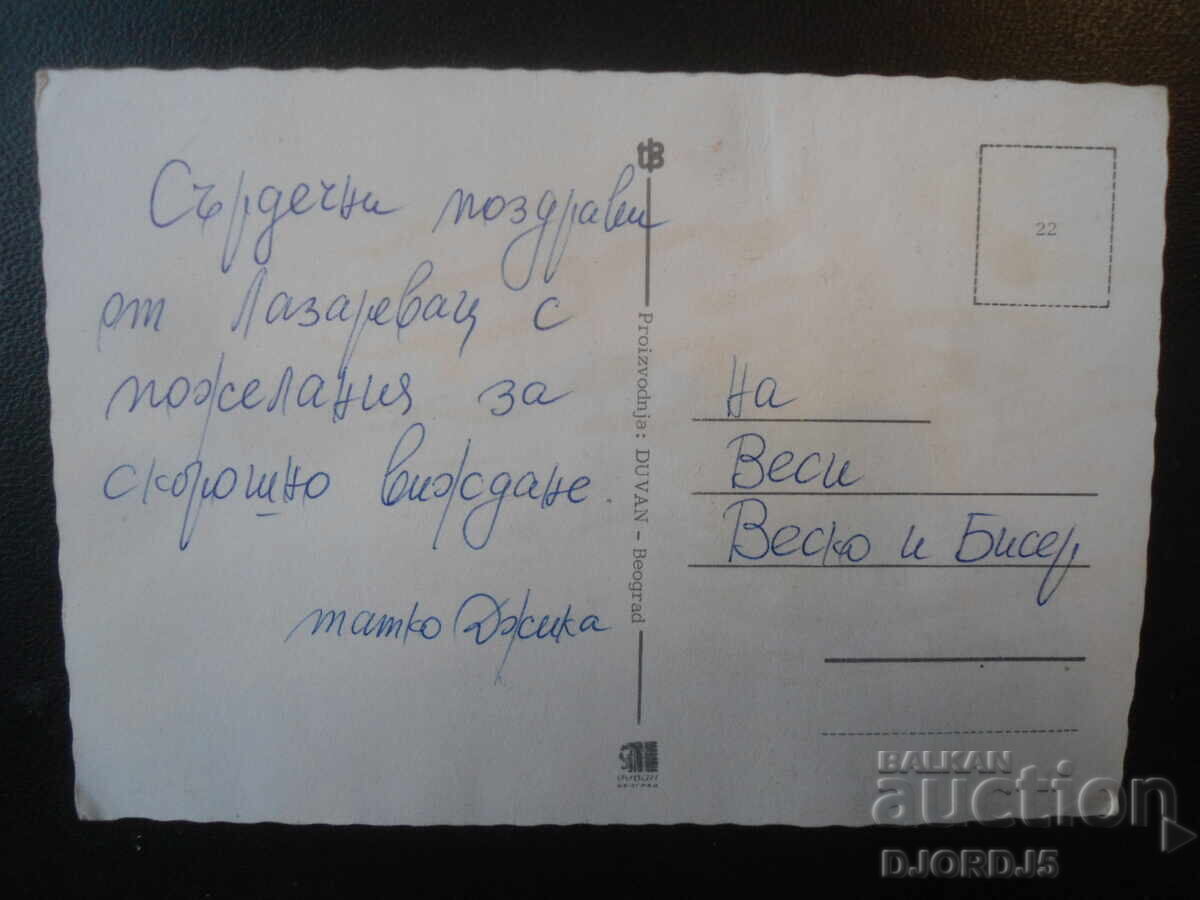 Сърдечни поздрави
от Лазаревац с
пожелания за
скорошно виждане.
татко Джика
Proizvodnja: DUVAN - Beograd
22
На
Веси
Веско и Бисер
BALKAN
auction
DJORDJ5